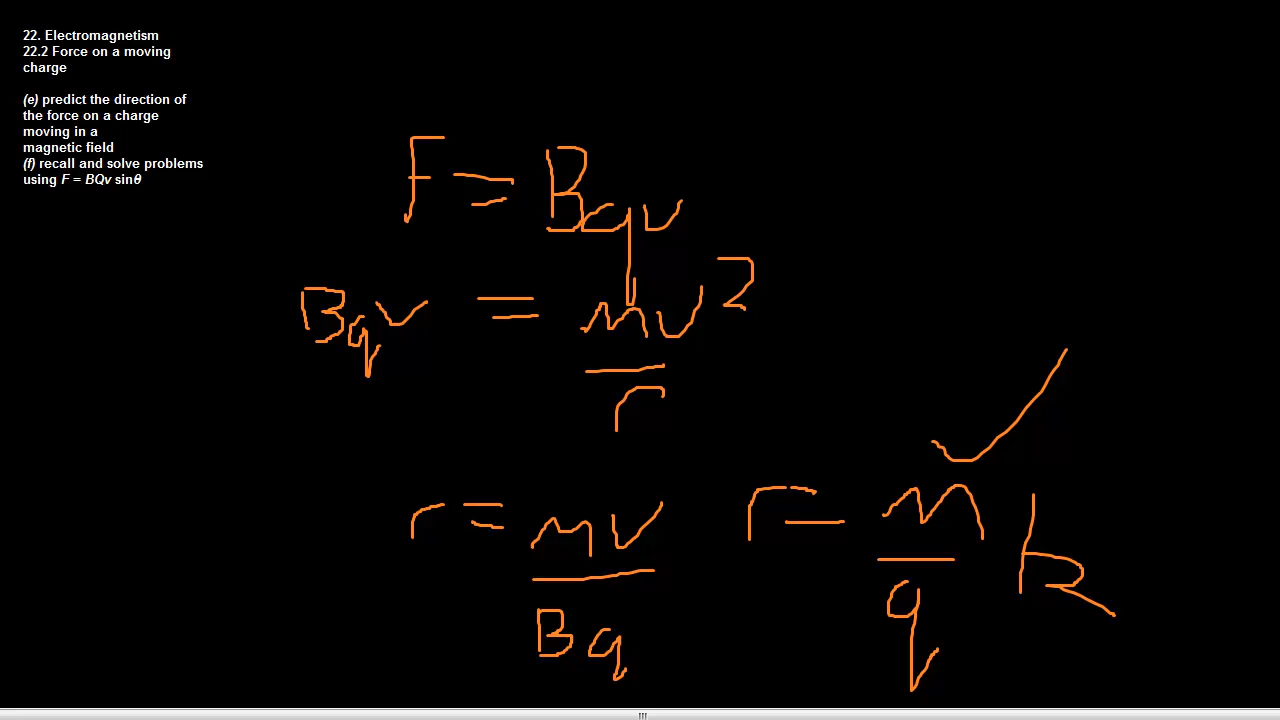 22. Electromagnetism
22.2 Force on a moving
charge
(e) predict the direction of
the force on a charge
moving in a
magnetic field
(f) recall and solve problems
using F = BQv sinθ
F = Bqv
Bqv = mv²
r
r = mv
Bq
r = m k
q